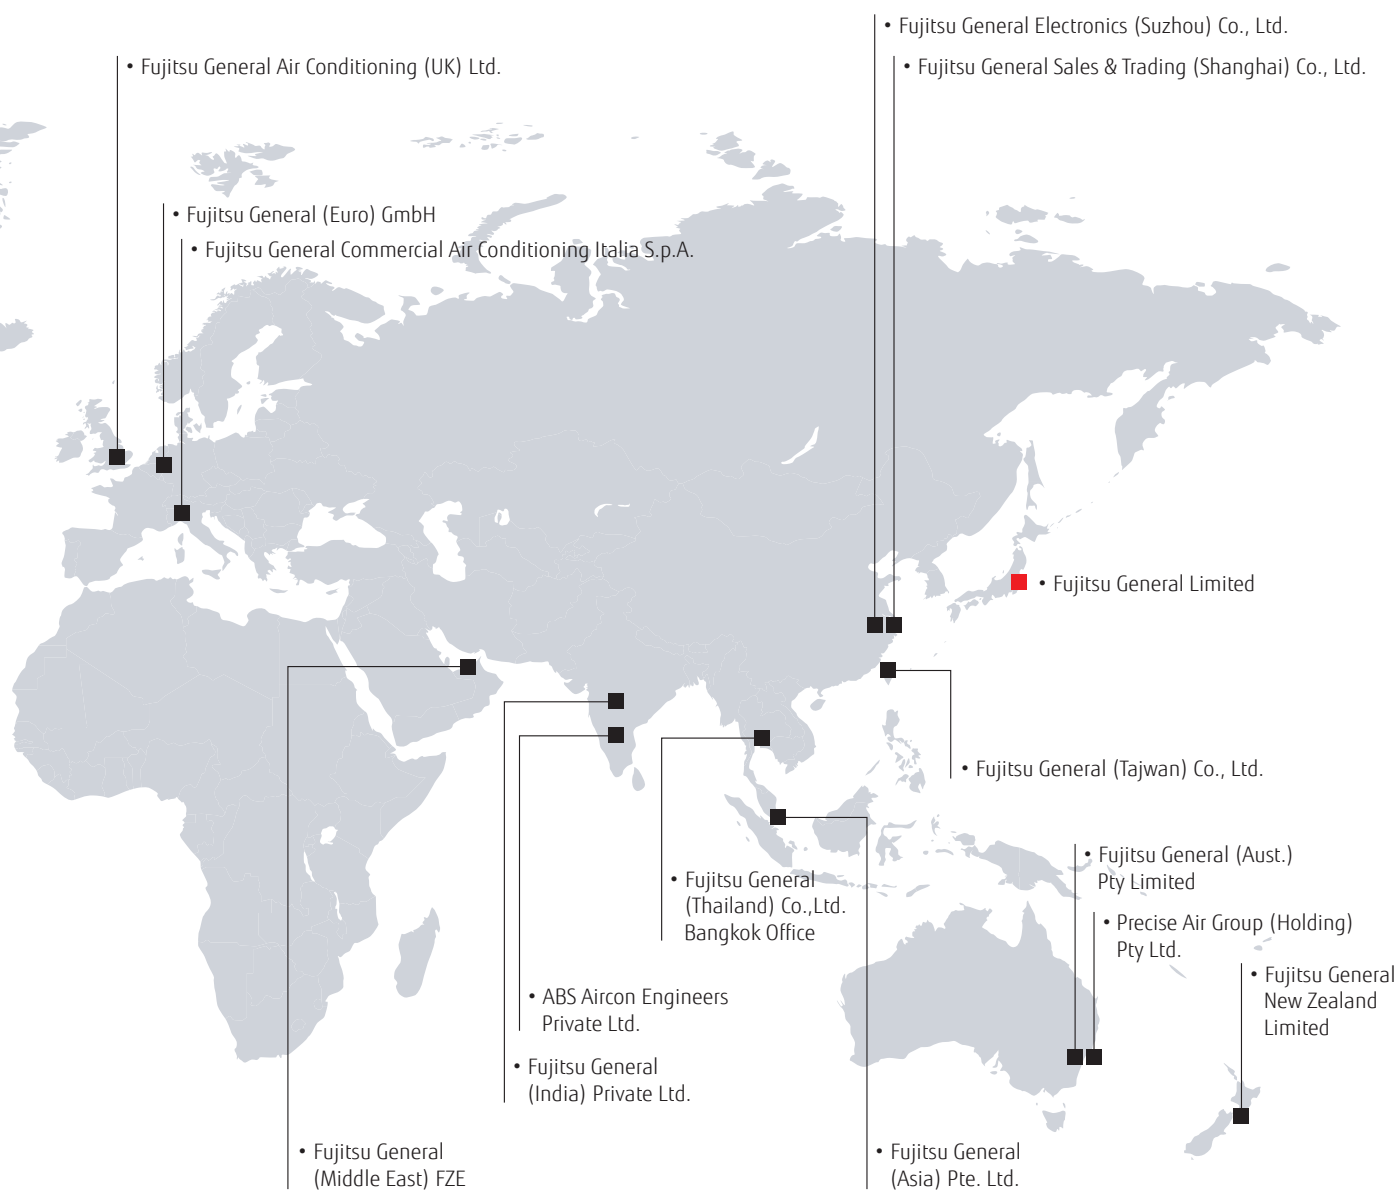 • Fujitsu General Electronics (Suzhou) Co., Ltd.
• Fujitsu General Air Conditioning (UK) Ltd.
• Fujitsu General Sales & Trading (Shanghai) Co., Ltd.
• Fujitsu General (Euro) GmbH
• Fujitsu General Commercial Air Conditioning Italia S.p.A.
• Fujitsu General Limited
• Fujitsu General (Tajwan) Co., Ltd.
• Fujitsu General (Aust.)
Pty Limited
• Fujitsu General
(Thailand) Co.,Ltd.
Bangkok Office
• Precise Air Group (Holding)
Pty Ltd.
• Fujitsu General
New Zealand
Limited
• ABS Aircon Engineers
Private Ltd.
• Fujitsu General
(India) Private Ltd.
• Fujitsu General
(Middle East) FZE
• Fujitsu General
(Asia) Pte. Ltd.